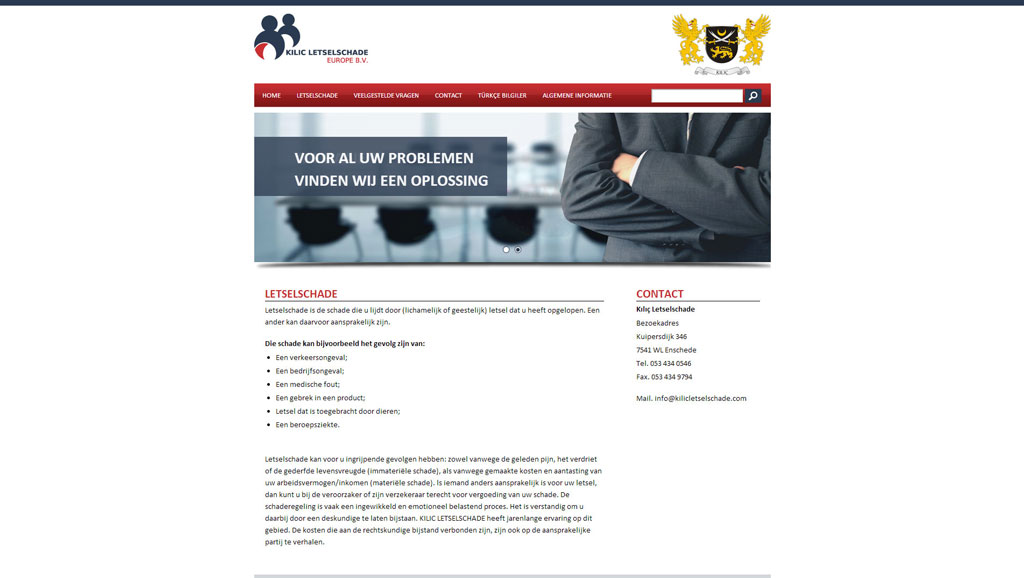 KILIC LETSELSCHADE
EUROPE B.V.
KILIC
HOME LETSELSCHADE VEELGESTELDE VRAGEN CONTACT TÜRKÇE BILGILER ALGEMENE INFORMATIE
VOOR AL UW PROBLEMEN
VINDEN WIJ EEN OPLOSSING
LETSELSCHADE
Letselschade is de schade die u lijdt door (lichamelijk of geestelijk) letsel dat u heeft opgelopen. Een
ander kan daarvoor aansprakelijk zijn.
Die schade kan bijvoorbeeld het gevolg zijn van:
Een verkeersongeval;
Een bedrijfsongeval;
Een medische fout;
Een gebrek in een product;
Letsel dat is toegebracht door dieren;
Een beroepsziekte.
Letselschade kan voor u ingrijpende gevolgen hebben: zowel vanwege de geleden pijn, het verdriet
of de gederfde levensvreugde (immateriële schade), als vanwege gemaakte kosten en aantasting van
uw arbeidsvermogen/inkomen (materiële schade). Is iemand anders aansprakelijk is voor uw letsel,
dan kunt u bij de veroorzaker of zijn verzekeraar terecht voor vergoeding van uw schade. De
schaderegeling is vaak een ingewikkeld en emotioneel belastend proces. Het is verstandig om u
daarbij door een deskundige te laten bijstaan. KILIC LETSELSCHADE heeft jarenlange ervaring op dit
gebied. De kosten die aan de rechtskundige bijstand verbonden zijn, zijn ook op de aansprakelijke
partij te verhalen.
CONTACT
Kılıç Letselschade
Bezoekadres
Kuipersdijk 346
7541 WL Enschede
Tel. 053 434 0546
Fax. 053 434 9794
Mail. info@kilicletselschade.com